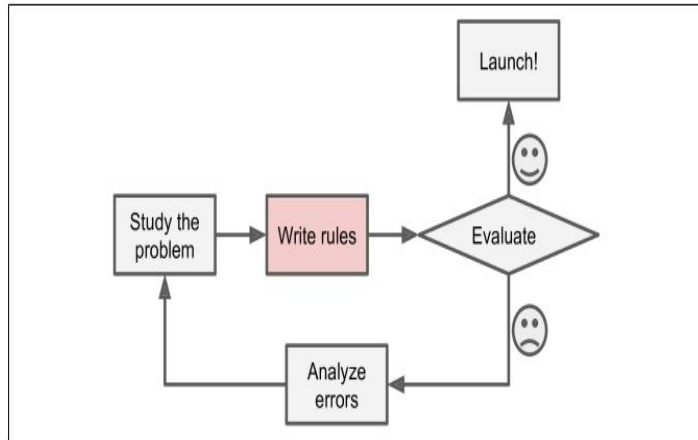 Launch!
Study the
problem
Write rules
Evaluate
Analyze
errors